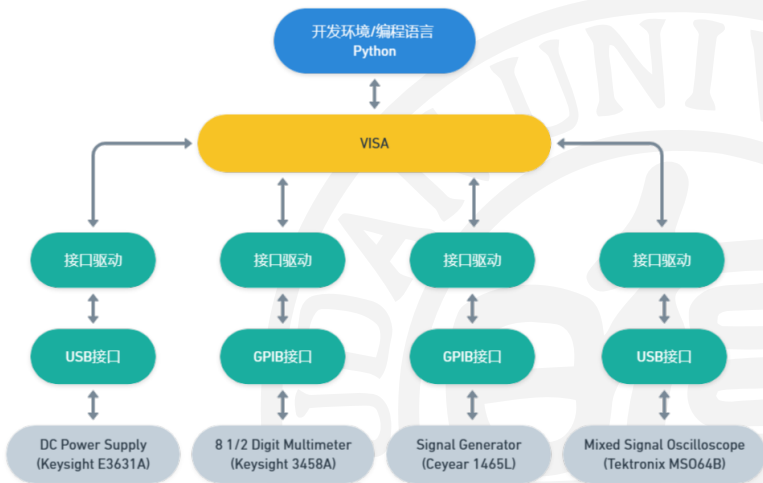 开发环境/编程语言
Python
VISA
接口驱动
接口驱动
接口驱动
接口驱动
USB接口
GPIB接口
GPIB接口
USB接口
DC Power Supply
(Keysight E3631A)
8 1/2 Digit Multimeter
(Keysight 3458A)
Signal Generator
(Ceyear 1465L)
Mixed Signal Oscilloscope
(Tektronix MSO64B)